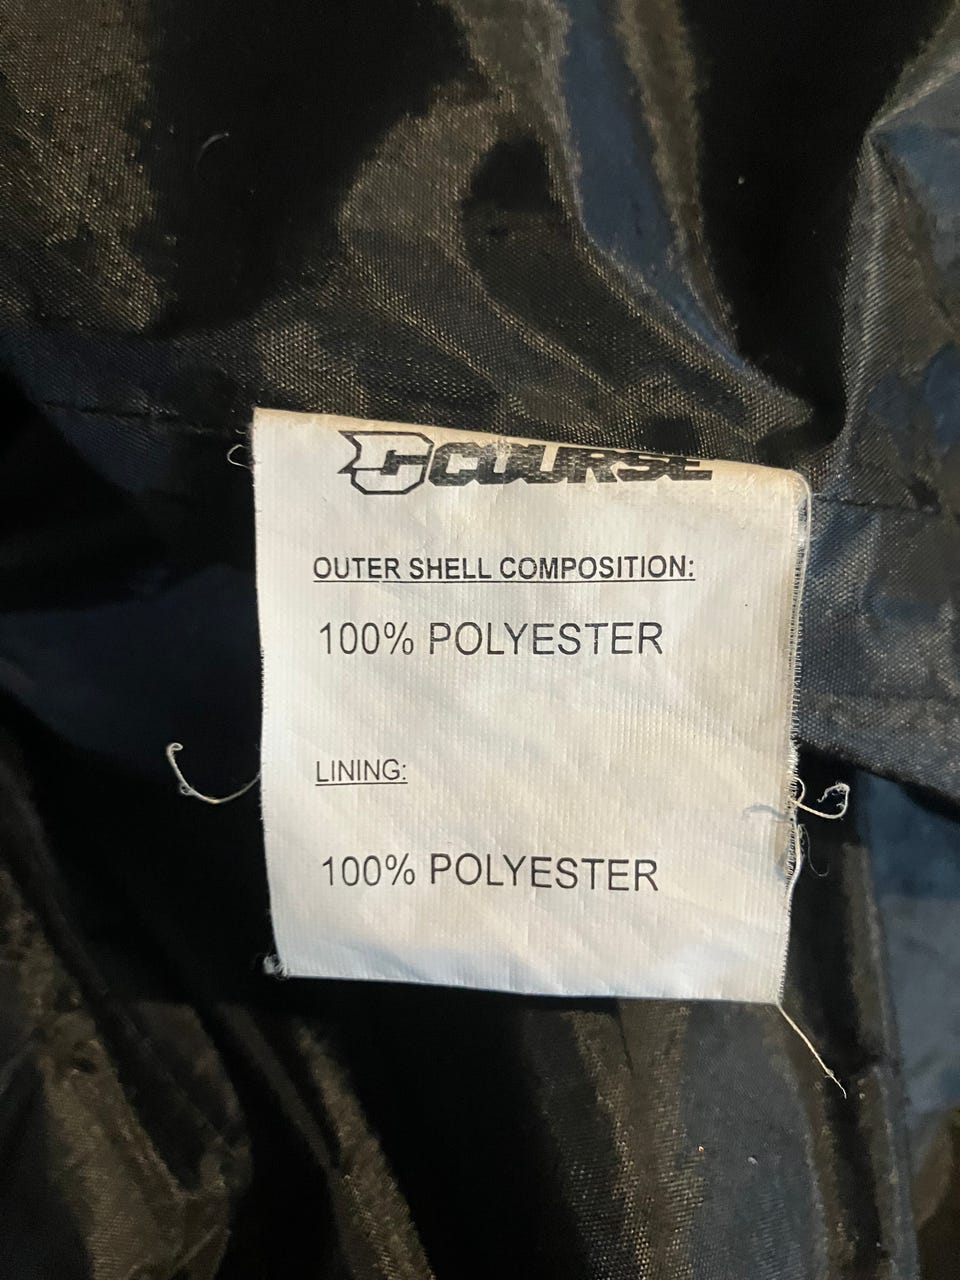 COURSE
OUTER SHELL COMPOSITION:
100% POLYESTER
LINING:
100% POLYESTER